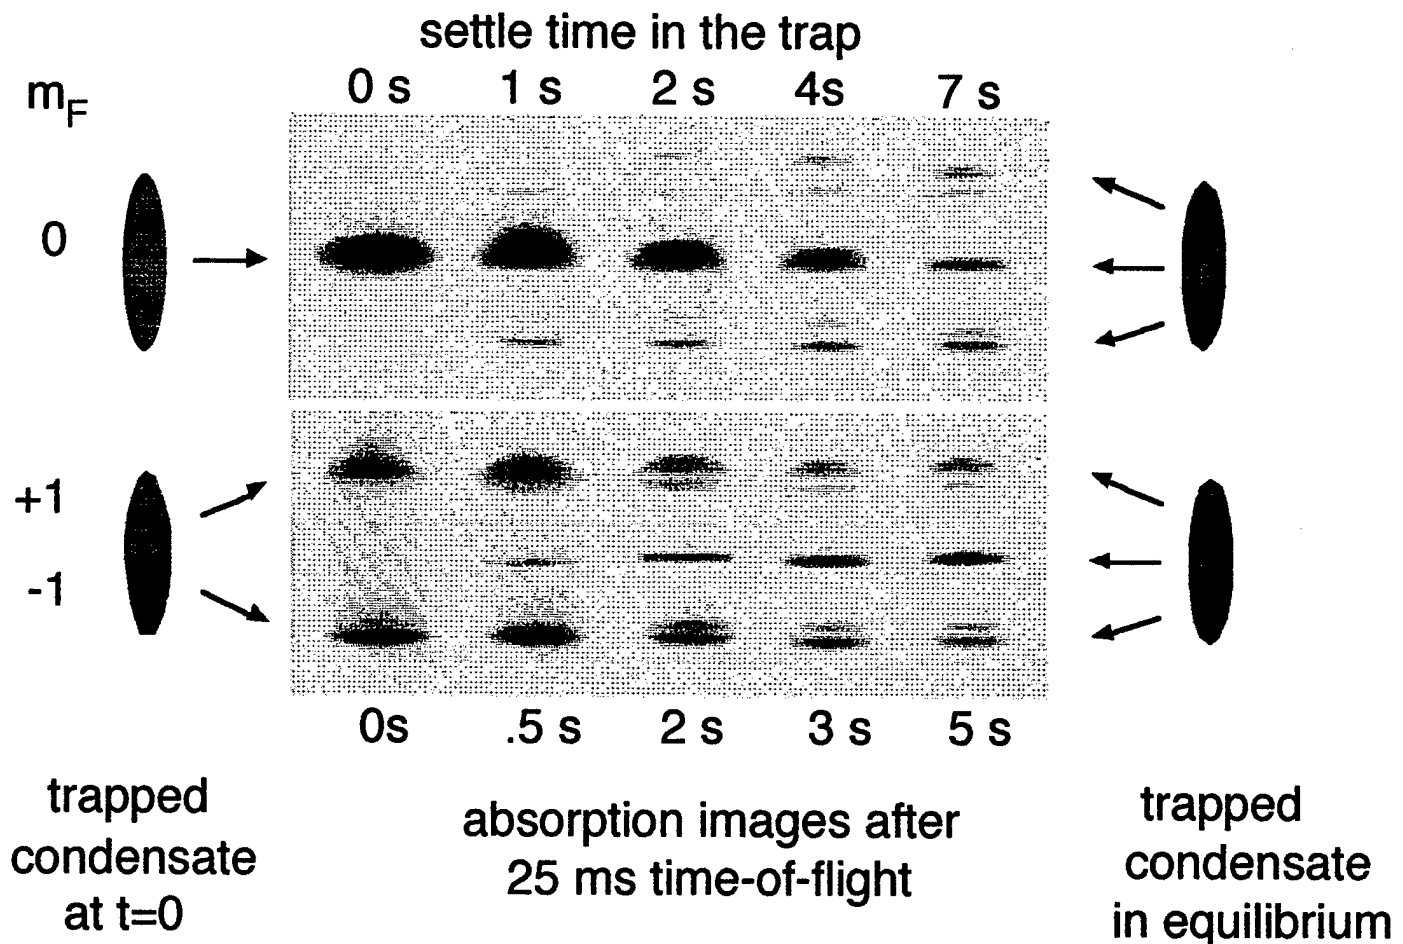 settle time in the trap
m_F
0 s 1 s 2 s 4s 7 s
0
+1
-1
0s .5 s 2 s 3 s 5 s
trapped
condensate
at t=0
absorption images after
25 ms time-of-flight
trapped
condensate
in equilibrium